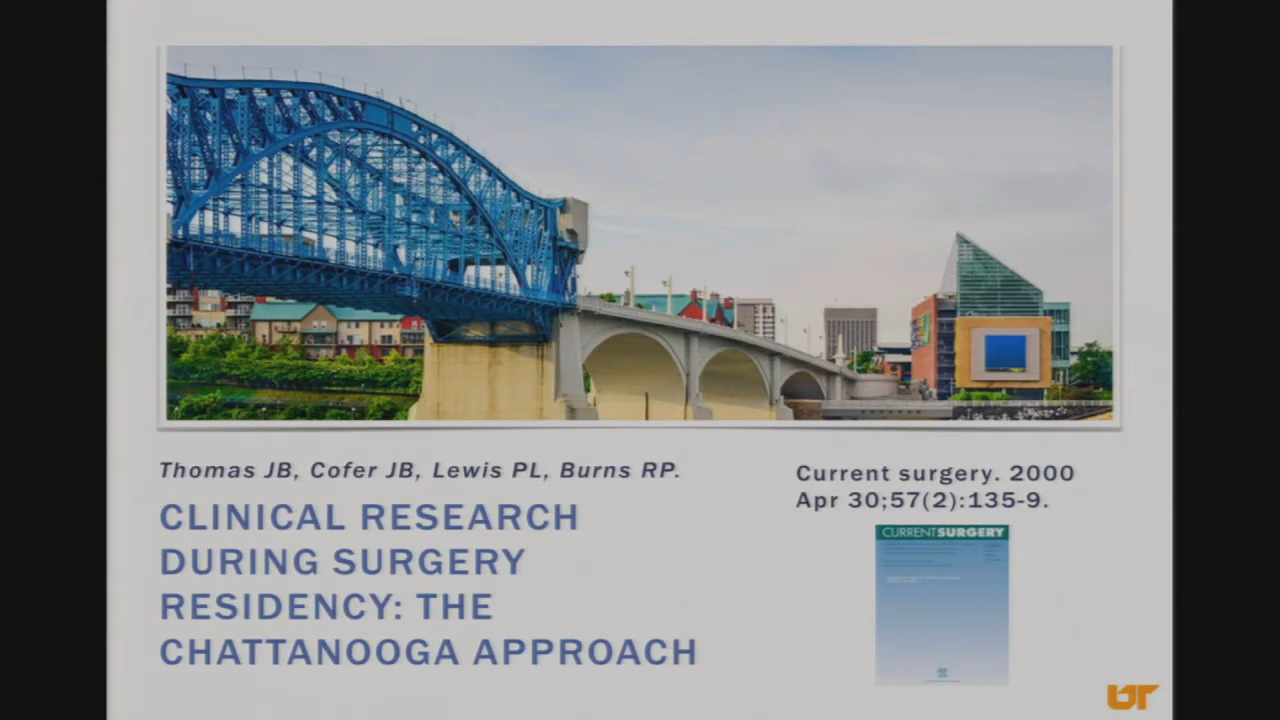 Thomas JB, Cofer JB, Lewis PL, Burns RP.
CLINICAL RESEARCH
DURING SURGERY
RESIDENCY: THE
CHATTANOOGA APPROACH
Current surgery. 2000
Apr 30;57(2):135-9.
CURRENTSURGERY
UT